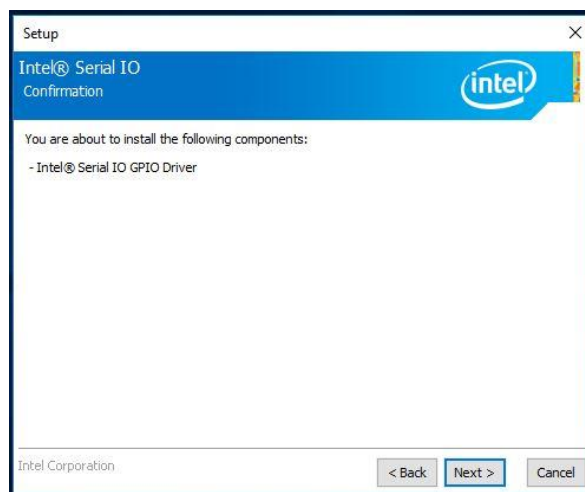 Setup
Intel® Serial IO
Confirmation
intel
You are about to install the following components:
- Intel® Serial IO GPIO Driver
Intel Corporation
< Back
Next >
Cancel